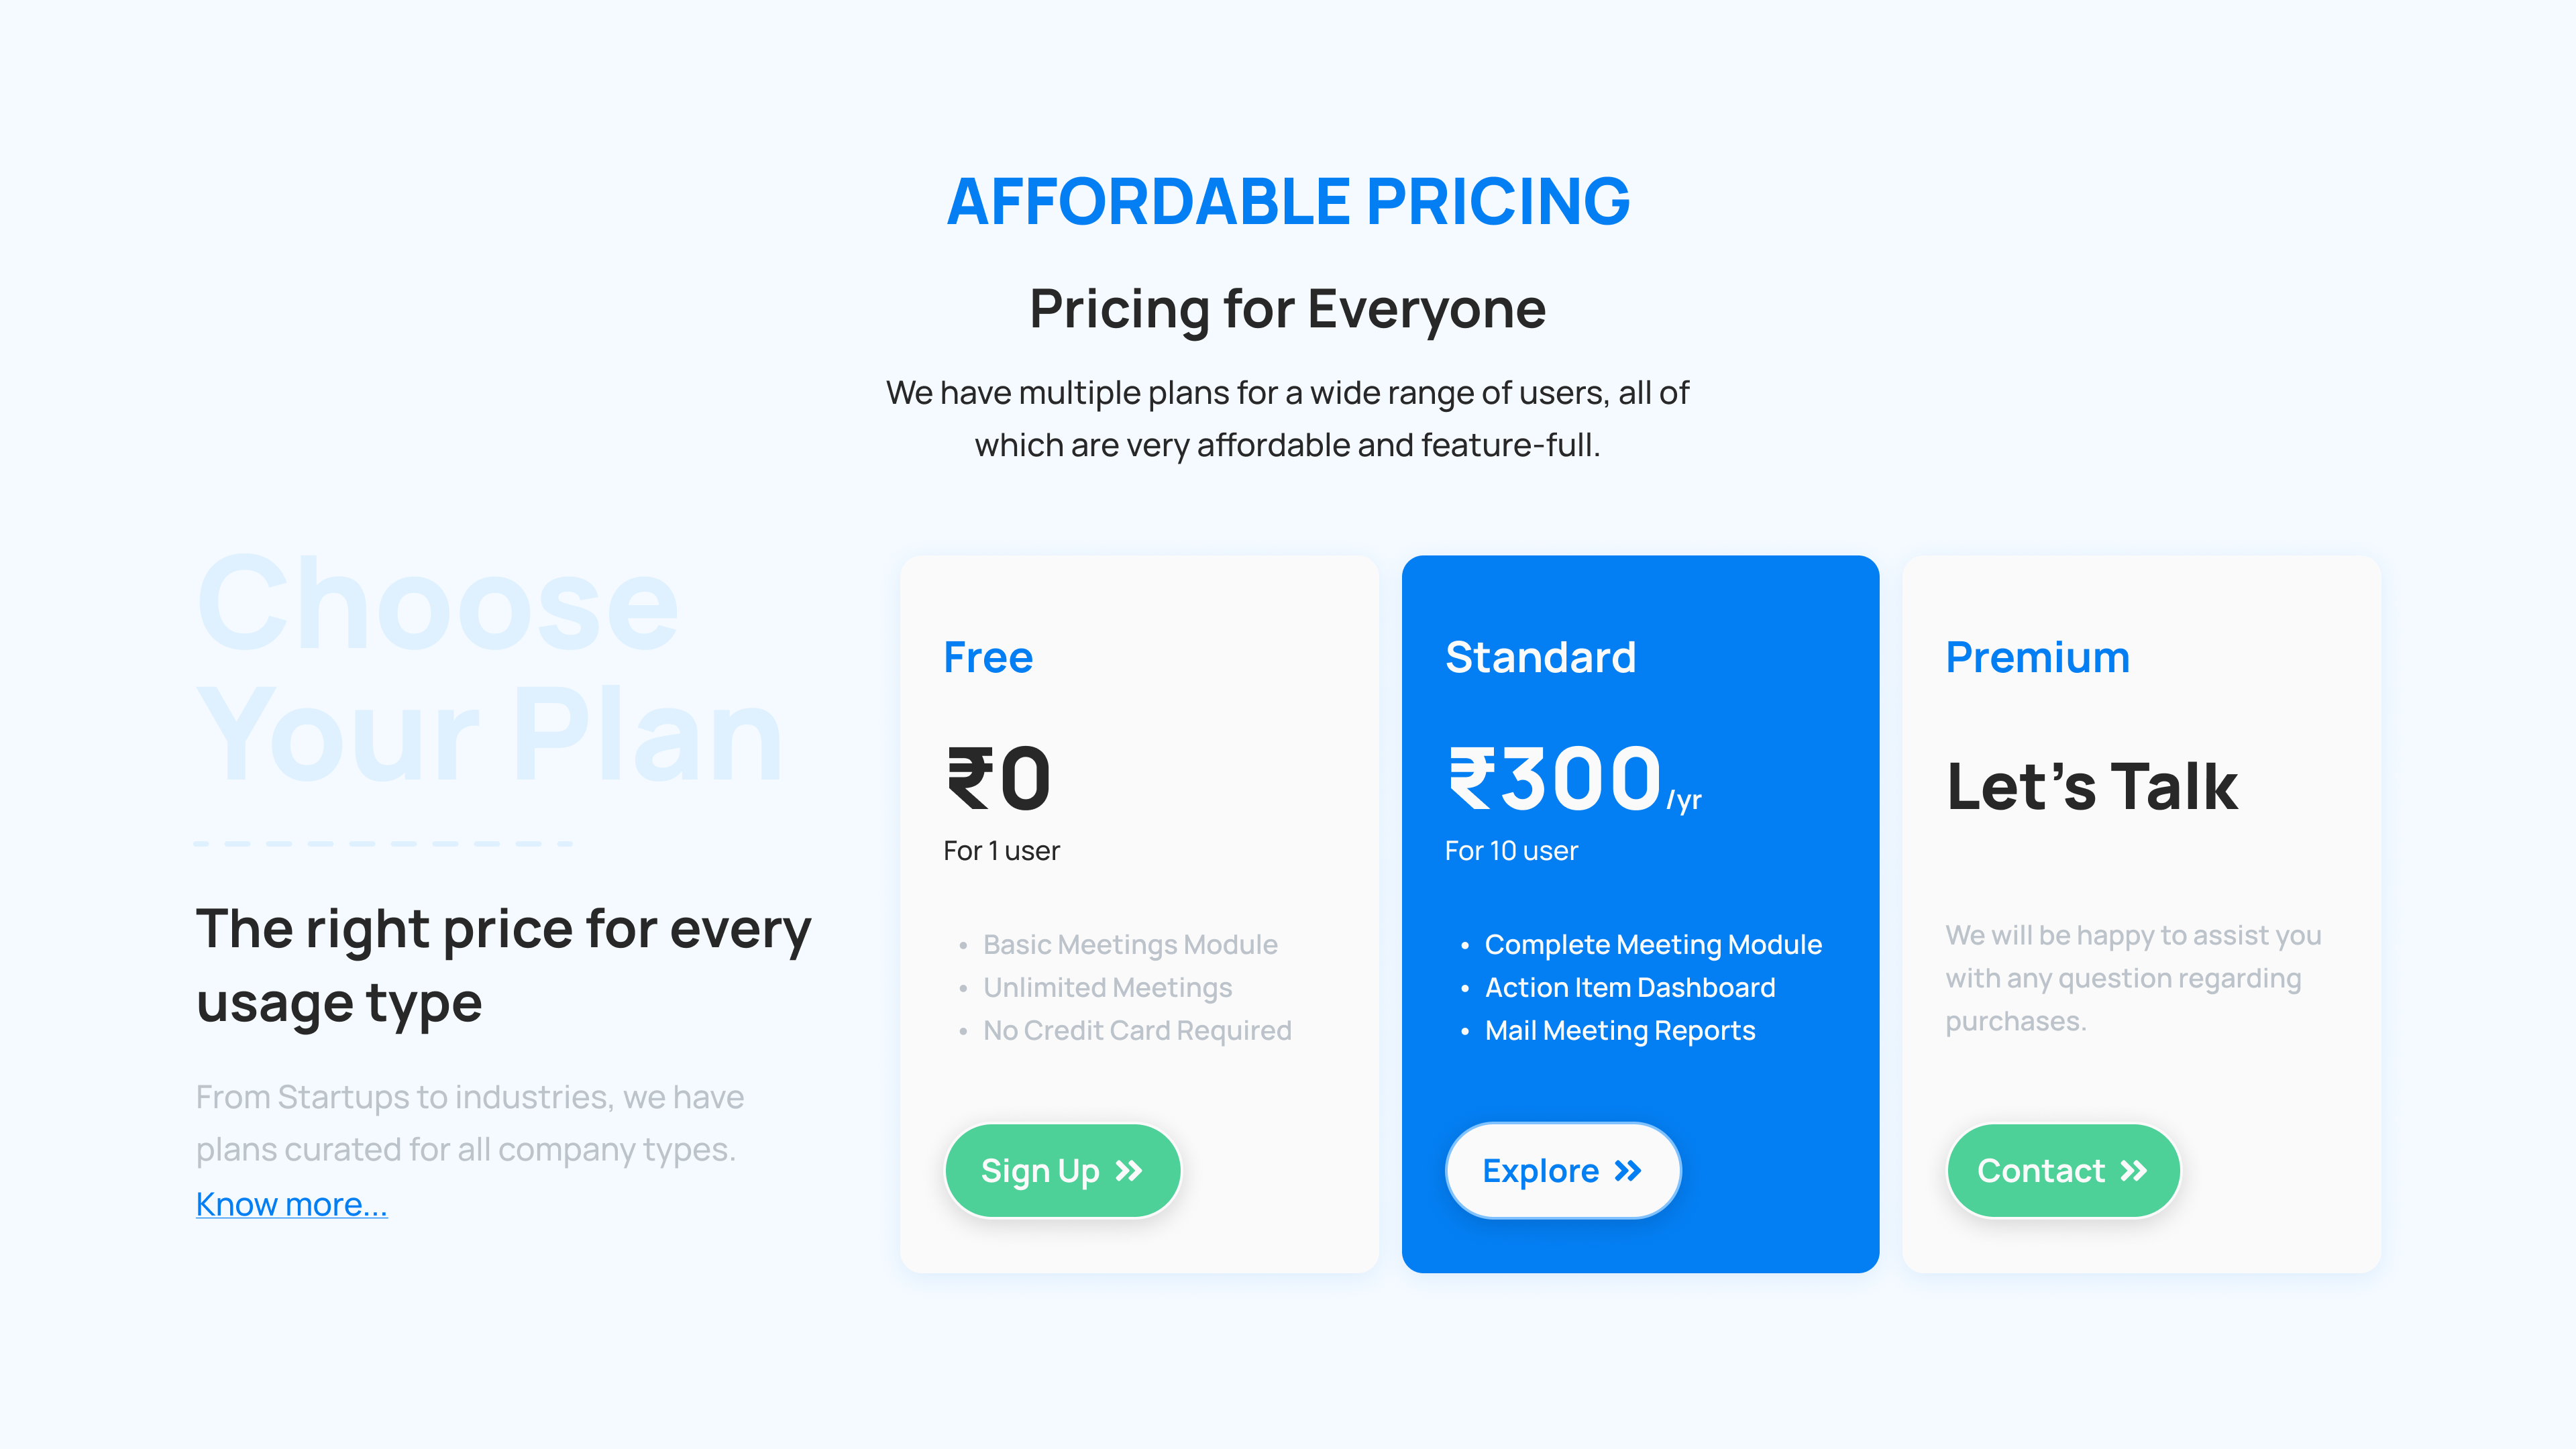 AFFORDABLE PRICING
Pricing for Everyone
We have multiple plans for a wide range of users, all of
which are very affordable and feature-full.
Choose
Your Plan
The right price for every
usage type
From Startups to industries, we have
plans curated for all company types.
Know more...
Free
₹0
For 1 user
• Basic Meetings Module
• Unlimited Meetings
• No Credit Card Required
Sign Up »
Standard
₹300/yr
For 10 user
• Complete Meeting Module
• Action Item Dashboard
• Mail Meeting Reports
Explore »
Premium
Let's Talk
We will be happy to assist you
with any question regarding
purchases.
Contact »